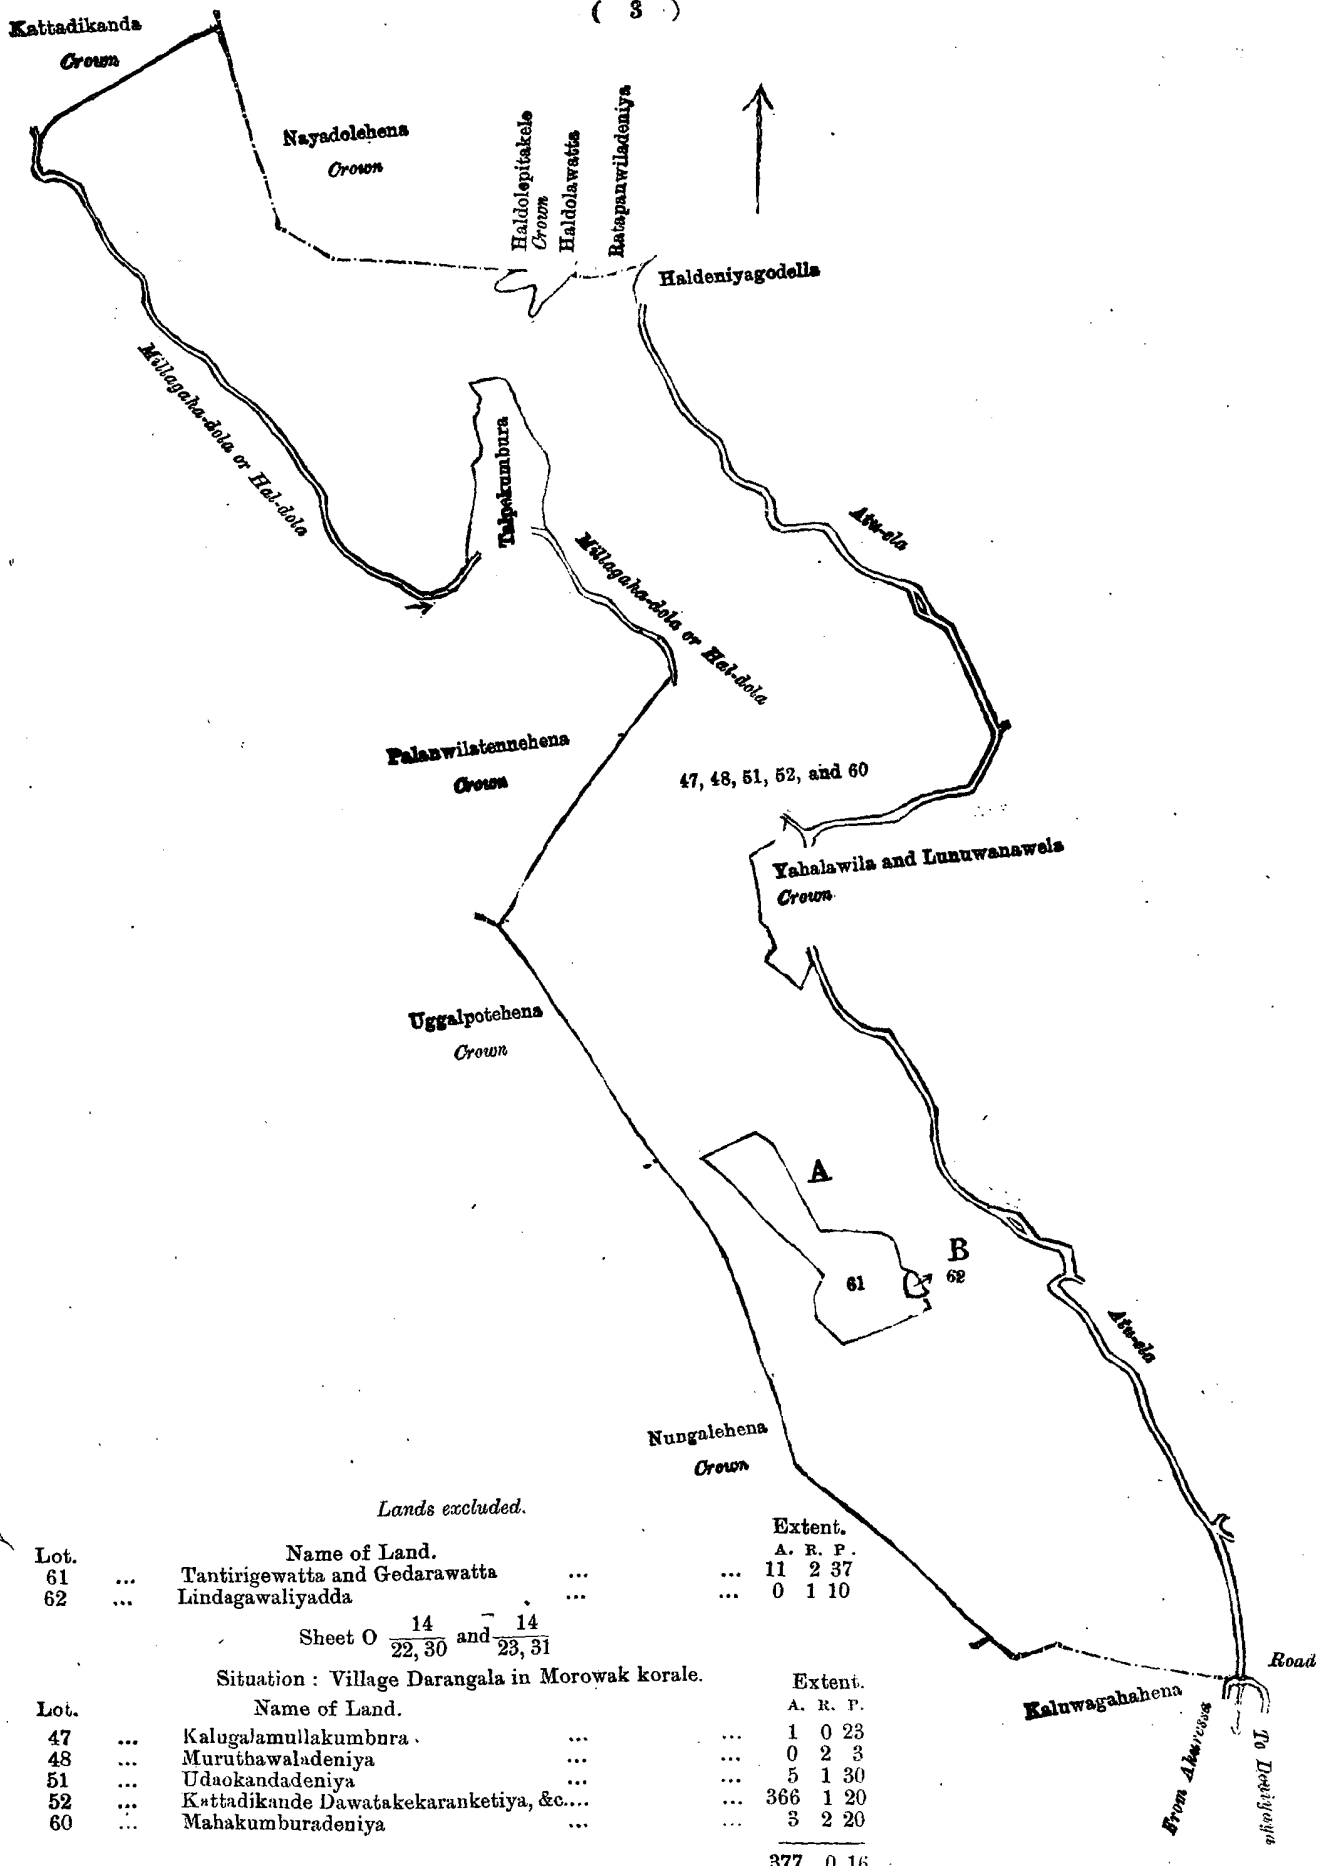 ( 3 )
Kattadikanda
Crown
Nayadolehena
Crown
Haldolepitakele
Crown
Haldolawatta
Ratapanwiladeniya
Haldeniyagodella
Millagaha-dola or Hal-dola
Talpekumbura
Atu-ela
Millagaha-dola or Hal-dola
Palanwilatennehena
Crown
47, 48, 51, 52, and 60
Yahalawila and Lunuwanawela
Crown
Uggalpotehena
Crown
A
B
61
62
Atu-ela
Nungalehena
Crown
Lands excluded.
Extent.
Lot. Name of Land. A. R. P.
61 ... Tantirigewatta and Gedarawatta ... ... 11 2 37
62 ... Lindagawaliyadda ... ... 0 1 10
Sheet O 14/22, 30 and 14/23, 31
Situation : Village Darangala in Morowak korale.
Extent.
Lot. Name of Land. A. R. P.
47 ... Kalugalamullakumbura ... ... 1 0 23
48 ... Muruthawaladeniya ... ... 0 2 3
51 ... Udaokandadeniya ... ... 5 1 30
52 ... Kattadikande Dawatakekaranketiya, &c.... ... 366 1 20
60 ... Mahakumburadeniya ... ... 3 2 20
377 0 16
Kaluwagahahena
Road
From Akuressa
To Deniyaya